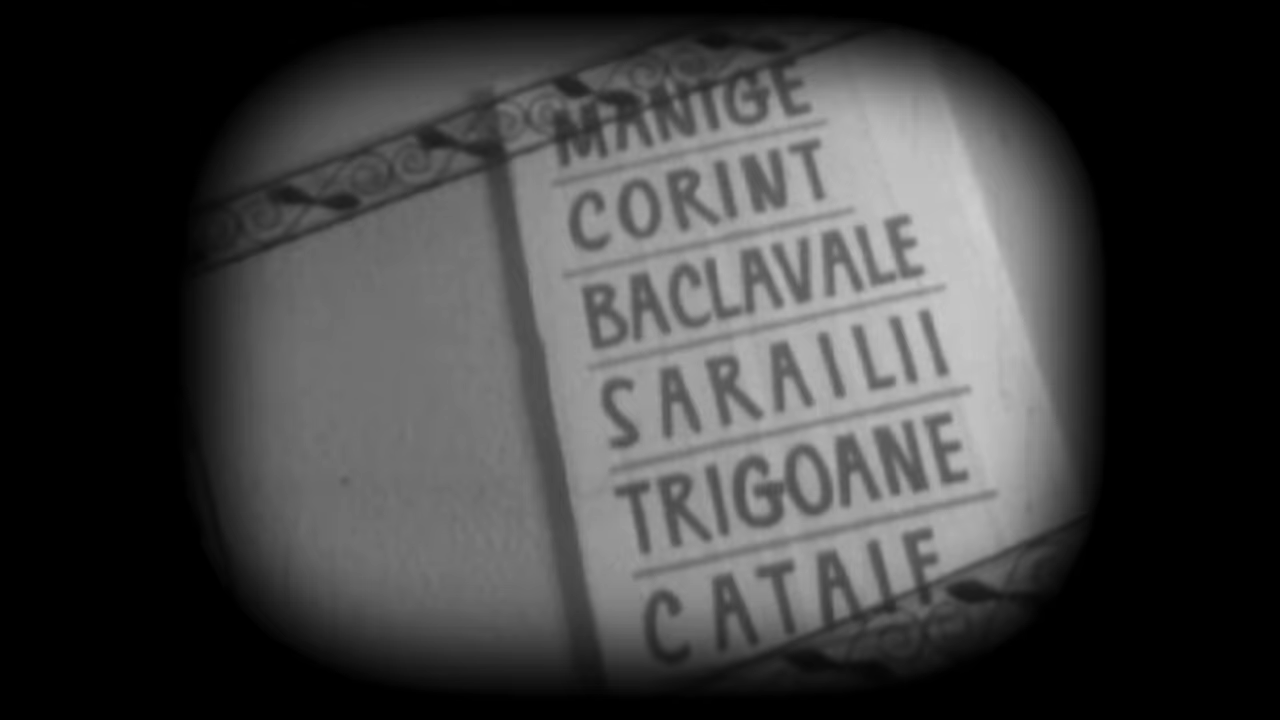 MANIGE
CORINT
BACLAVALE
SARAILII
TRIGOANE
CATAIF